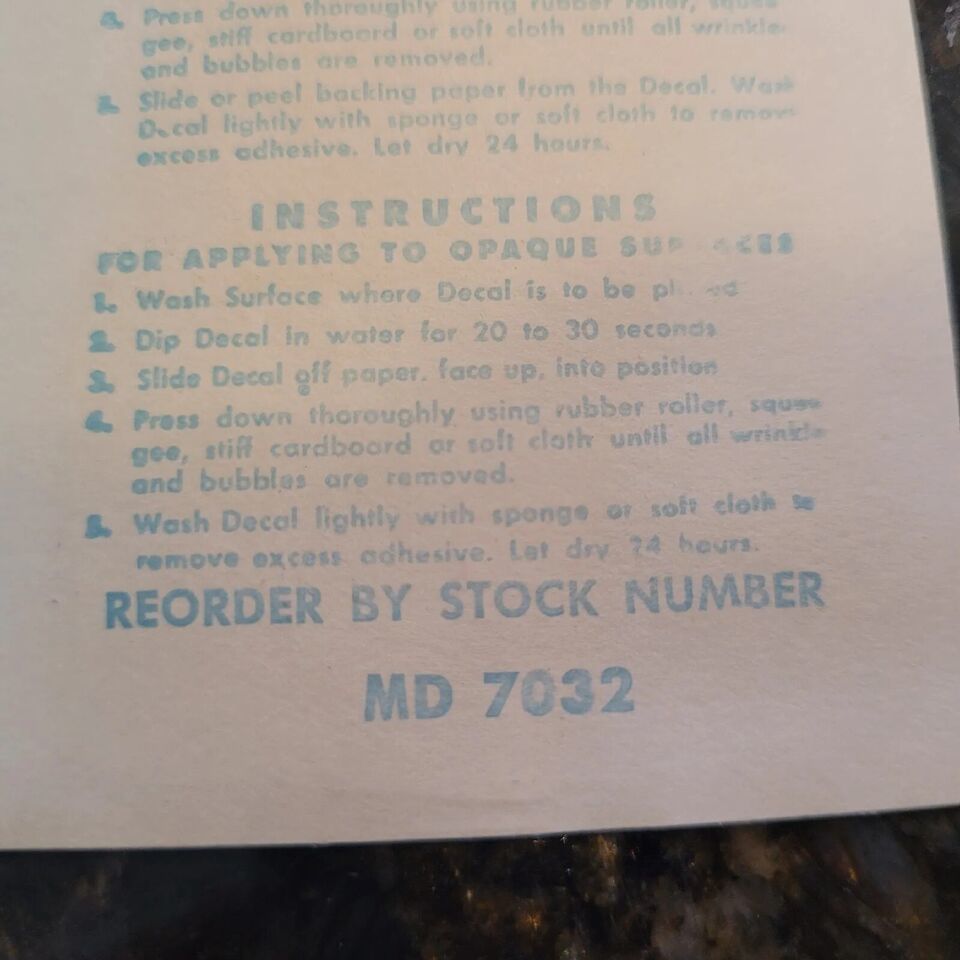 4. Press down thoroughly using rubber roller, squee
gee, stiff cardboard or soft cloth until all wrinkle
and bubbles are removed.
5. Slide or peel backing paper from the Decal. Wash
Decal lightly with sponge or soft cloth to remove
excess adhesive. Let dry 24 hours.
INSTRUCTIONS
FOR APPLYING TO OPAQUE
1. Wash Surface where Decal is to be
2. Dip Decal in water for 20 to 30 seconds
3. Slide Decal off paper, face up, into position
4. Press down thoroughly using rubber roller, squee
gee, stiff cardboard or soft cloth until all wrinkle
and bubbles are removed.
5. Wash Decal lightly with sponge or soft cloth to
remove excess adhesive. Let dry 24 hours.
REORDER BY STOCK NUMBER
MD 7032